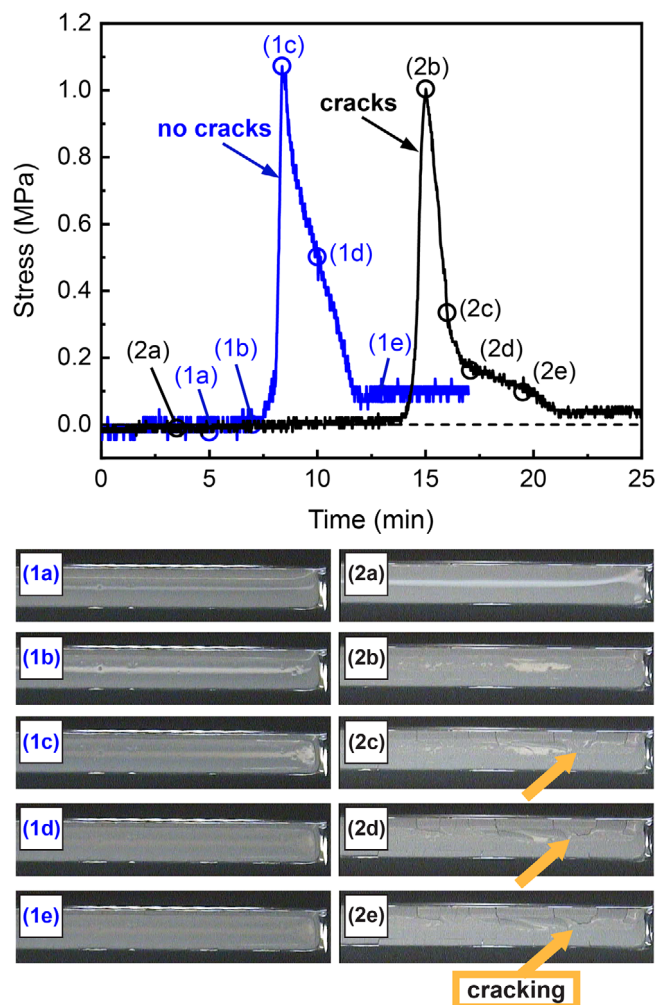 1.2
(1c)
(2b)
1.0
cracks
no cracks
0.8
Stress (MPa)
0.6
(1d)
0.4
(2c)
(2a)
(1b)
(1e)
(2d)
0.2
(1a)
(2e)
0.0
0
5
10
15
20
25
Time (min)
(1a)
(2a)
(1b)
(2b)
(1c)
(2c)
(1d)
(2d)
(1e)
(2e)
cracking